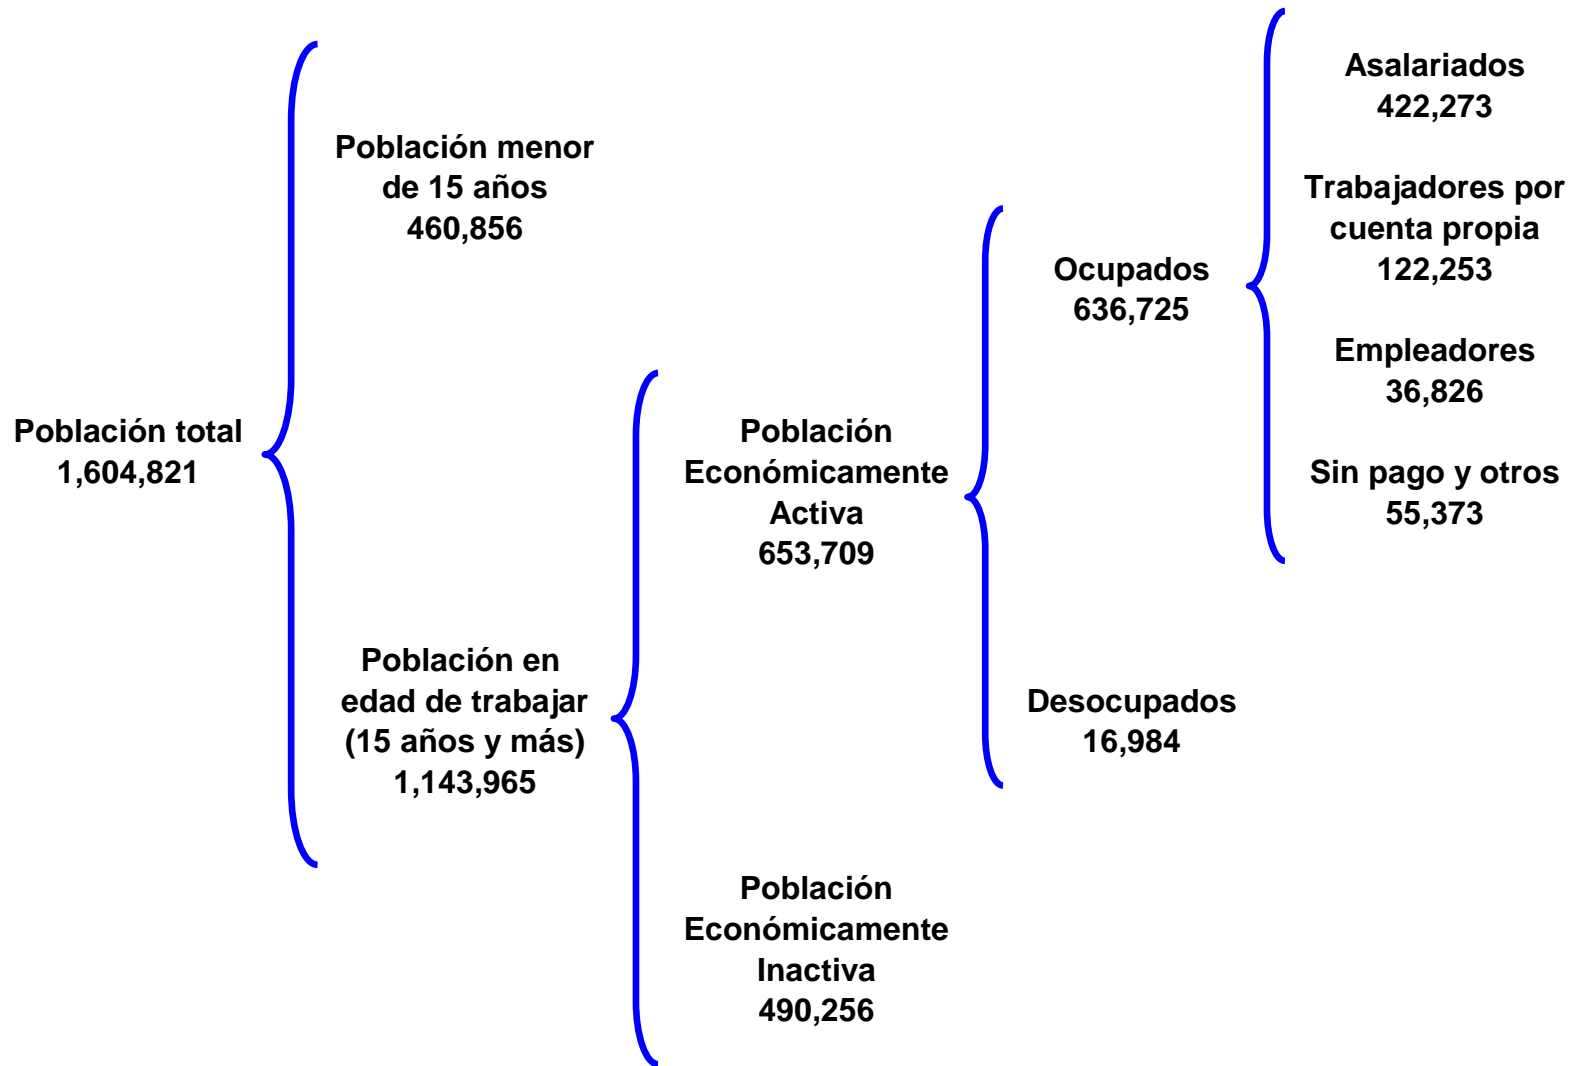 Población total
1,604,821
Población menor
de 15 años
460,856
Población en
edad de trabajar
(15 años y más)
1,143,965
Población
Económicamente
Activa
653,709
Población
Económicamente
Inactiva
490,256
Ocupados
636,725
Desocupados
16,984
Asalariados
422,273
Trabajadores por
cuenta propia
122,253
Empleadores
36,826
Sin pago y otros
55,373